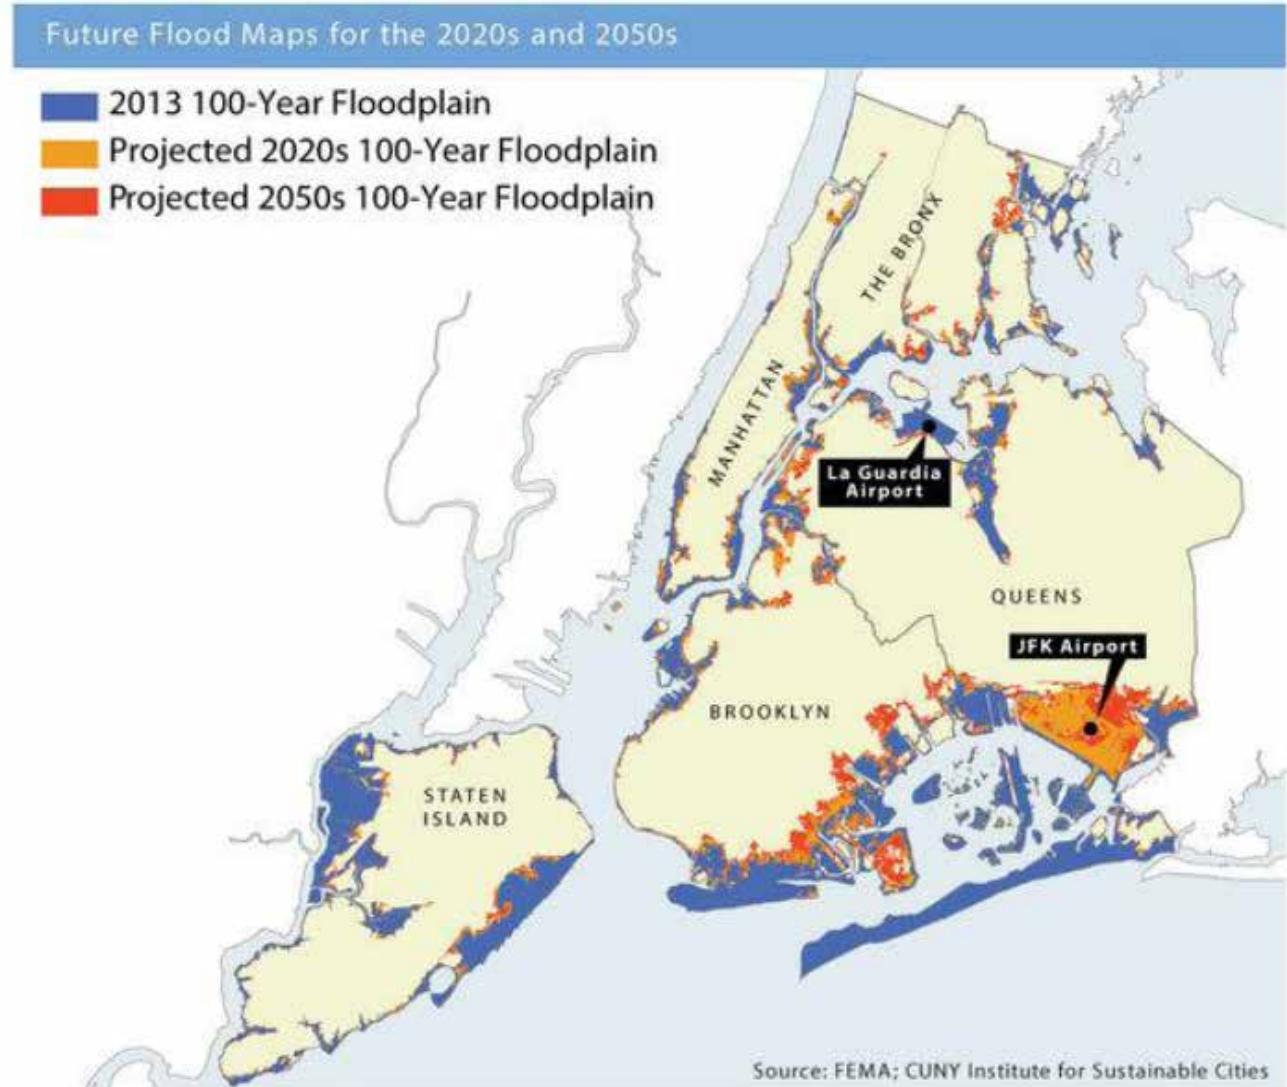 Future Flood Maps for the 2020s and 2050s
2013 100-Year Floodplain
Projected 2020s 100-Year Floodplain
Projected 2050s 100-Year Floodplain
THE BRONX
MANHATTAN
La Guardia
Airport
QUEENS
JFK Airport
BROOKLYN
STATEN
ISLAND
Source: FEMA; CUNY Institute for Sustainable Cities